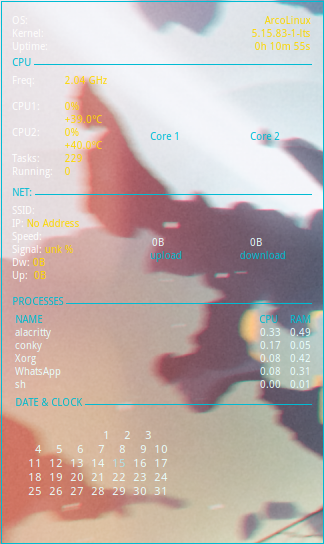 OS: ArcoLinux
Kernel: 5.15.83-1-lts
Uptime: 0h 10m 55s
CPU
Freq: 2.00 GHz
CPU1: 0%
+39.0°C
CPU2: 0%
+40.0°C
Core 1 Core 2
Tasks: 229
Running: 0
NET:
SSID:
IP: No Address
Speed:
Signal: unk %
Dw: 0B
Up: 0B
0B 0B
upload download
PROCESSES
NAME CPU RAM
alacritty 0.33 0.49
conky 0.17 0.05
Xorg 0.08 0.42
WhatsApp 0.08 0.31
sh 0.00 0.01
DATE & CLOCK
1 2 3
4 5 6 7 8 9 10
11 12 13 14 15 16 17
18 19 20 21 22 23 24
25 26 27 28 29 30 31